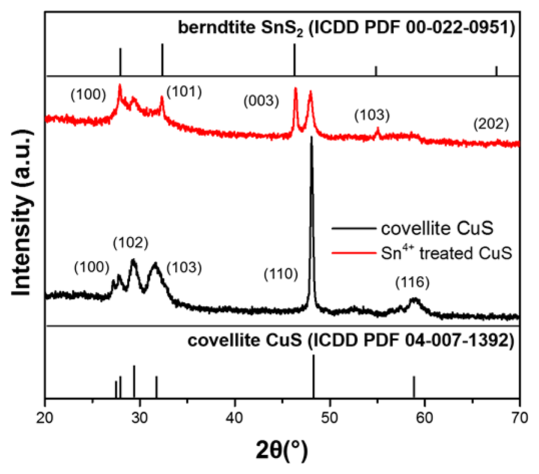 berndtite SnS₂ (ICDD PDF 00-022-0951)
(100)
(101)
(003)
(103)
(202)
covellite CuS
Sn⁴⁺ treated CuS
(100)
(102)
(103)
(110)
(116)
covellite CuS (ICDD PDF 04-007-1392)
Intensity (a.u.)
20 30 40 50 60 70
2θ(°)